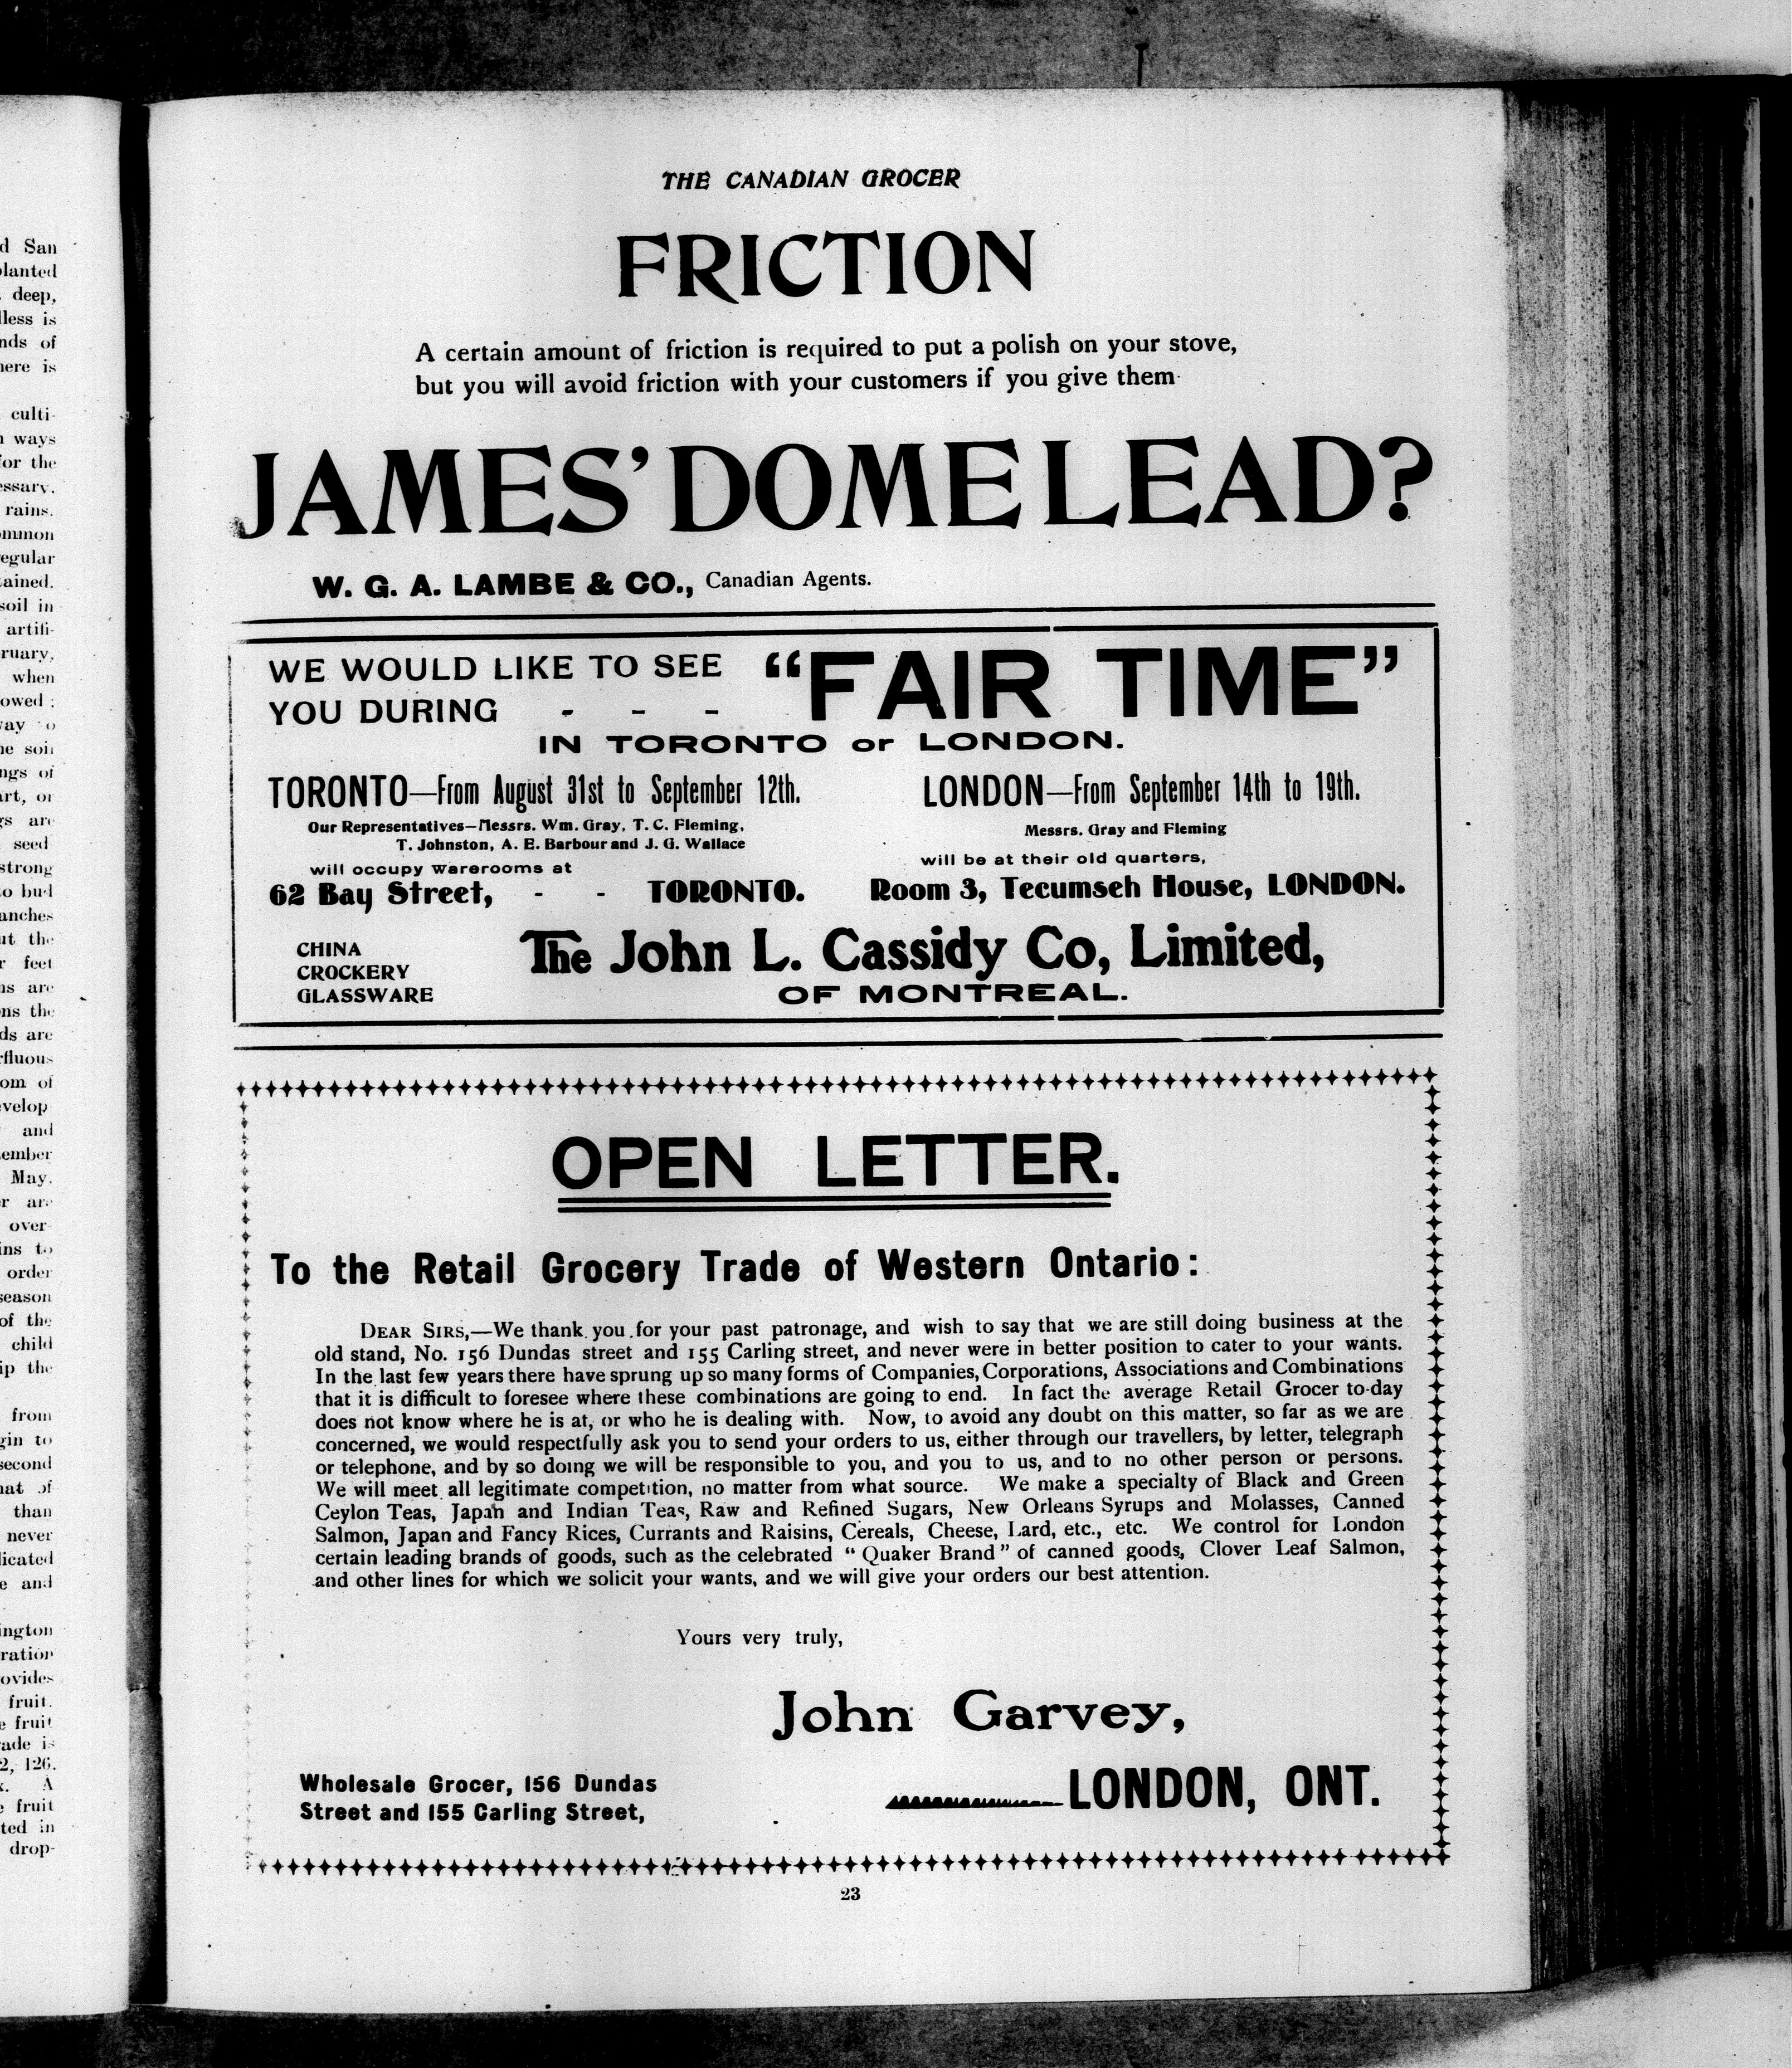 THE CANADIAN GROCER
FRICTION
A certain amount of friction is required to put a polish on your stove,
but you will avoid friction with your customers if you give them
JAMES' DOME LEAD?
W. G. A. LAMBE & CO., Canadian Agents.
WE WOULD LIKE TO SEE
YOU DURING - - -
"FAIR TIME"
IN TORONTO or LONDON.
TORONTO—From August 31st to September 12th.
Our Representatives—Messrs. Wm. Gray, T. C. Fleming,
T. Johnston, A. E. Barbour and J. G. Wallace
will occupy warerooms at
62 Bay Street, - - TORONTO.
LONDON—From September 14th to 19th.
Messrs. Gray and Fleming
will be at their old quarters,
Room 3, Tecumseh House, LONDON.
CHINA
CROCKERY
GLASSWARE
The John L. Cassidy Co, Limited,
OF MONTREAL.
OPEN LETTER.
To the Retail Grocery Trade of Western Ontario:
DEAR SIRS,—We thank you for your past patronage, and wish to say that we are still doing business at the
old stand, No. 156 Dundas street and 155 Carling street, and never were in better position to cater to your wants.
In the last few years there have sprung up so many forms of Companies, Corporations, Associations and Combinations
that it is difficult to foresee where these combinations are going to end. In fact the average Retail Grocer to-day
does not know where he is at, or who he is dealing with. Now, to avoid any doubt on this matter, so far as we are
concerned, we would respectfully ask you to send your orders to us, either through our travellers, by letter, telegraph
or telephone, and by so doing we will be responsible to you, and you to us, and to no other person or persons.
We will meet all legitimate competition, no matter from what source. We make a specialty of Black and Green
Ceylon Teas, Japan and Indian Teas, Raw and Refined Sugars, New Orleans Syrups and Molasses, Canned
Salmon, Japan and Fancy Rices, Currants and Raisins, Cereals, Cheese, Lard, etc., etc. We control for London
certain leading brands of goods, such as the celebrated "Quaker Brand" of canned goods, Clover Leaf Salmon,
and other lines for which we solicit your wants, and we will give your orders our best attention.
Yours very truly,
John Garvey,
Wholesale Grocer, 156 Dundas
Street and 155 Carling Street,
LONDON, ONT.
23